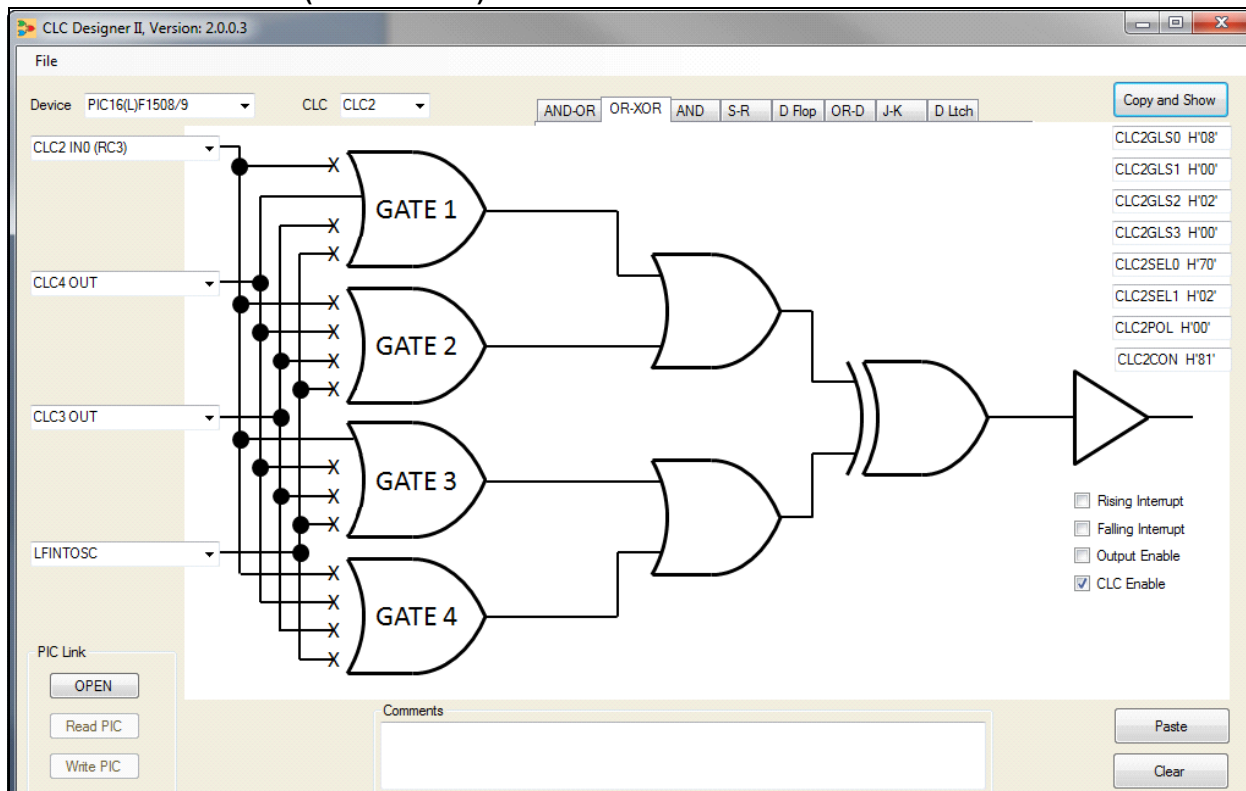 CLC Designer II, Version: 2.0.0.3
File
Device PIC16(L)F1508/9 CLC CLC2
AND-OR OR-XOR AND S-R D Flop OR-D J-K D Ltch
Copy and Show
CLC2 IN0 (RC3)
CLC4 OUT
CLC3 OUT
LFINTOSC
X
GATE 1
X
X
X
X
GATE 2
X
X
GATE 3
X
X
X
X
X
GATE 4
X
X
CLC2GLS0 H'08'
CLC2GLS1 H'00'
CLC2GLS2 H'02'
CLC2GLS3 H'00'
CLC2SEL0 H'70'
CLC2SEL1 H'02'
CLC2POL H'00'
CLC2CON H'81'
Rising Interrupt
Falling Interrupt
Output Enable
CLC Enable
PIC Link
OPEN
Read PIC
Write PIC
Comments
Paste
Clear